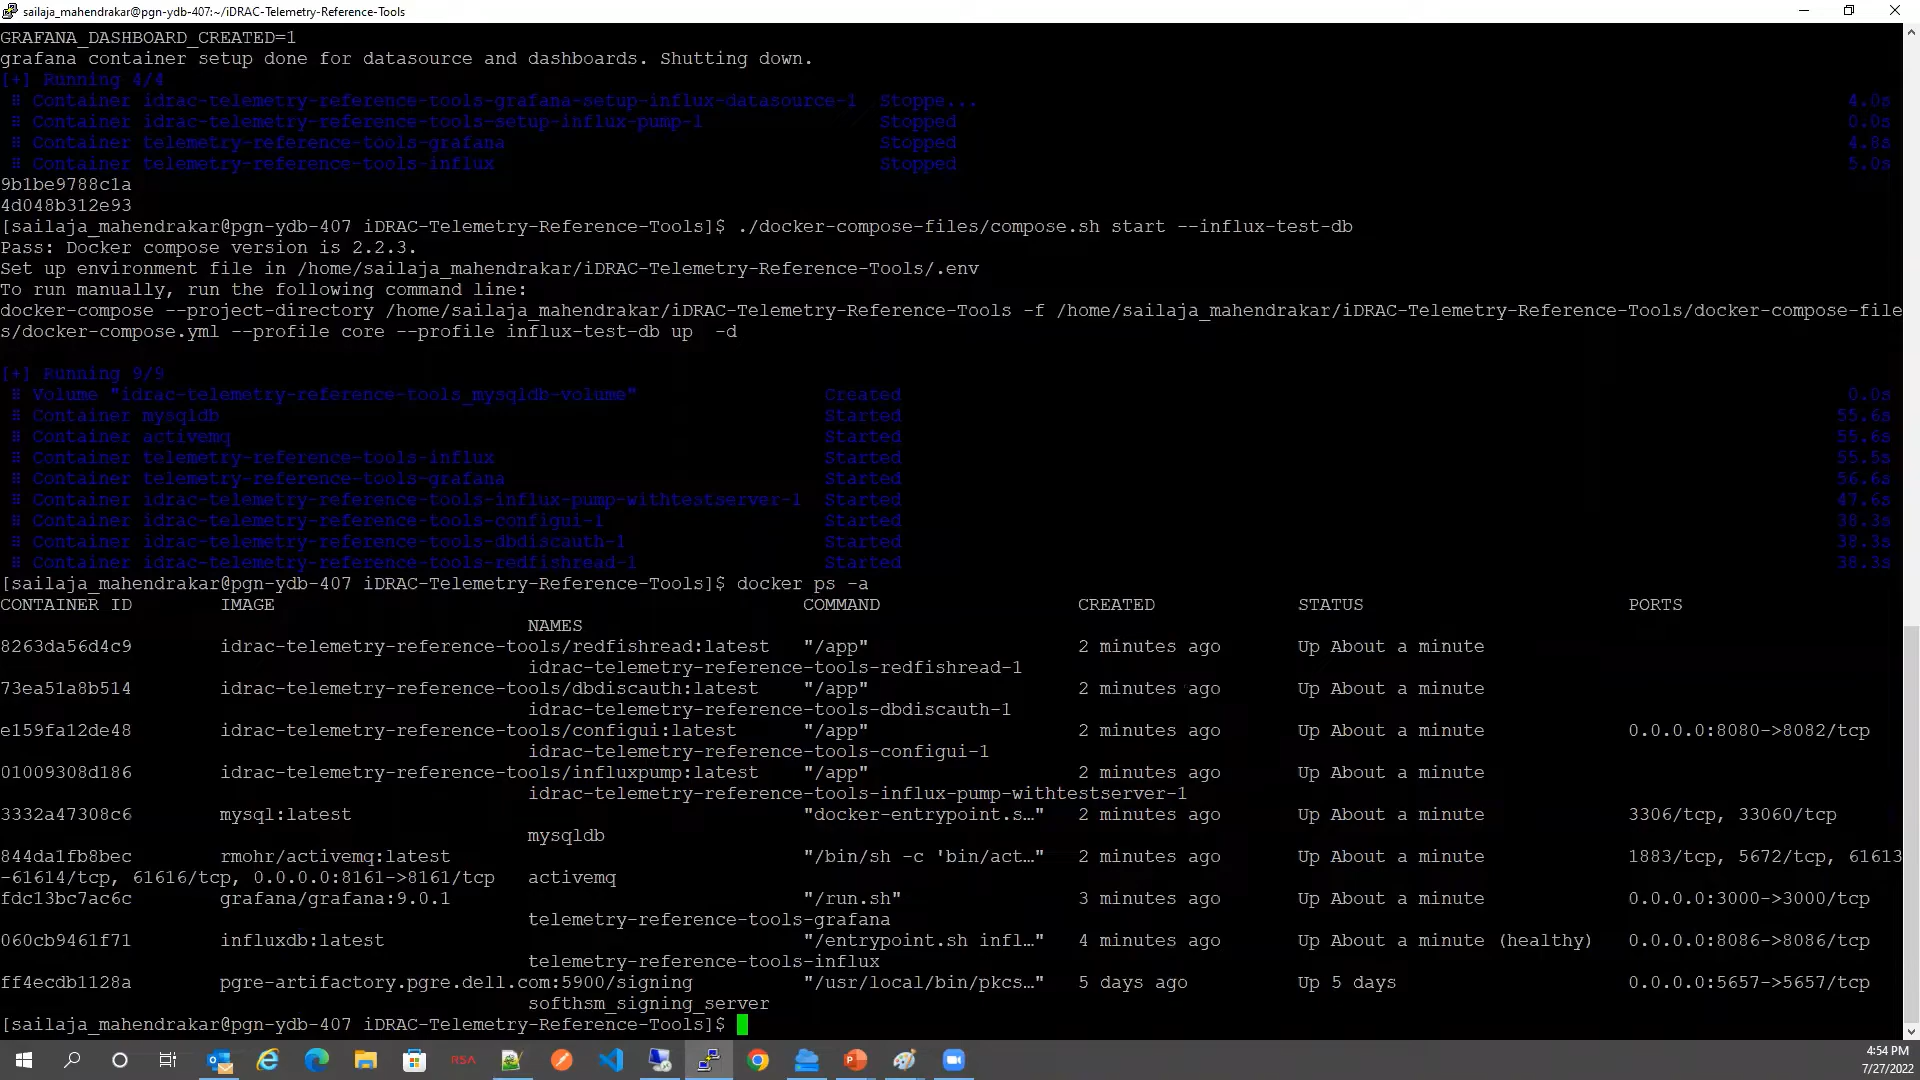 sailaja_mahendrakar@pgn-ydb-407:~/iDRAC-Telemetry-Reference-Tools
GRAFANA_DASHBOARD_CREATED=1
grafana container setup done for datasource and dashboards. Shutting down.
[+] Running 4/4
⠿ Container idrac-telemetry-reference-tools-grafana-setup-influx-datasource-1 Stoppe... 4.0s
⠿ Container idrac-telemetry-reference-tools-setup-influx-pump-1 Stopped 0.0s
⠿ Container telemetry-reference-tools-grafana Stopped 4.8s
⠿ Container telemetry-reference-tools-influx Stopped 5.0s
9b1be9788c1a
4d048b312e93
[sailaja_mahendrakar@pgn-ydb-407 iDRAC-Telemetry-Reference-Tools]$ ./docker-compose-files/compose.sh start --influx-test-db
Pass: Docker compose version is 2.2.3.
Set up environment file in /home/sailaja_mahendrakar/iDRAC-Telemetry-Reference-Tools/.env
To run manually, run the following command line:
docker-compose --project-directory /home/sailaja_mahendrakar/iDRAC-Telemetry-Reference-Tools -f /home/sailaja_mahendrakar/iDRAC-Telemetry-Reference-Tools/docker-compose-file
s/docker-compose.yml --profile core --profile influx-test-db up -d
[+] Running 9/9
⠿ Volume "idrac-telemetry-reference-tools_mysqldb-volume" Created 0.0s
⠿ Container mysqldb Started 55.6s
⠿ Container activemq Started 55.6s
⠿ Container telemetry-reference-tools-influx Started 55.5s
⠿ Container telemetry-reference-tools-grafana Started 56.6s
⠿ Container idrac-telemetry-reference-tools-influx-pump-withtestserver-1 Started 47.6s
⠿ Container idrac-telemetry-reference-tools-configui-1 Started 38.3s
⠿ Container idrac-telemetry-reference-tools-dbdiscauth-1 Started 38.3s
⠿ Container idrac-telemetry-reference-tools-redfishread-1 Started 38.3s
[sailaja_mahendrakar@pgn-ydb-407 iDRAC-Telemetry-Reference-Tools]$ docker ps -a
CONTAINER ID IMAGE COMMAND CREATED STATUS PORTS
NAMES
8263da56d4c9 idrac-telemetry-reference-tools/redfishread:latest "/app" 2 minutes ago Up About a minute
idrac-telemetry-reference-tools-redfishread-1
73ea51a8b514 idrac-telemetry-reference-tools/dbdiscauth:latest "/app" 2 minutes ago Up About a minute
idrac-telemetry-reference-tools-dbdiscauth-1
e159fa12de48 idrac-telemetry-reference-tools/configui:latest "/app" 2 minutes ago Up About a minute 0.0.0.0:8080->8082/tcp
idrac-telemetry-reference-tools-configui-1
01009308d186 idrac-telemetry-reference-tools/influxpump:latest "/app" 2 minutes ago Up About a minute
idrac-telemetry-reference-tools-influx-pump-withtestserver-1
3332a47308c6 mysql:latest "docker-entrypoint.s…" 2 minutes ago Up About a minute 3306/tcp, 33060/tcp
mysqldb
844da1fb8bec rmohr/activemq:latest "/bin/sh -c 'bin/act…" 2 minutes ago Up About a minute 1883/tcp, 5672/tcp, 61613
-61614/tcp, 61616/tcp, 0.0.0.0:8161->8161/tcp activemq
fdc13bc7ac6c grafana/grafana:9.0.1 "/run.sh" 3 minutes ago Up About a minute 0.0.0.0:3000->3000/tcp
telemetry-reference-tools-grafana
060cb9461f71 influxdb:latest "/entrypoint.sh infl…" 4 minutes ago Up About a minute (healthy) 0.0.0.0:8086->8086/tcp
telemetry-reference-tools-influx
ff4ecdb1128a pgre-artifactory.pgre.dell.com:5900/signing "/usr/local/bin/pkcs…" 5 days ago Up 5 days 0.0.0.0:5657->5657/tcp
softhsm_signing_server
[sailaja_mahendrakar@pgn-ydb-407 iDRAC-Telemetry-Reference-Tools]$
RSA
4:54 PM
7/27/2022